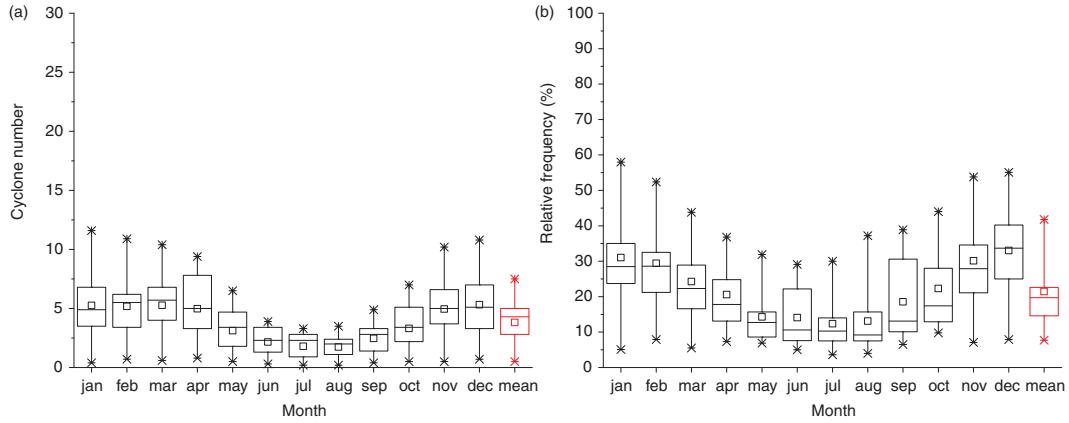 (a)
30
25
20
15
10
5
0
Cyclone number
jan feb mar apr may jun jul aug sep oct nov dec mean
Month
(b)
100
90
80
70
60
50
40
30
20
10
0
Relative frequency (%)
jan feb mar apr may jun jul aug sep oct nov dec mean
Month